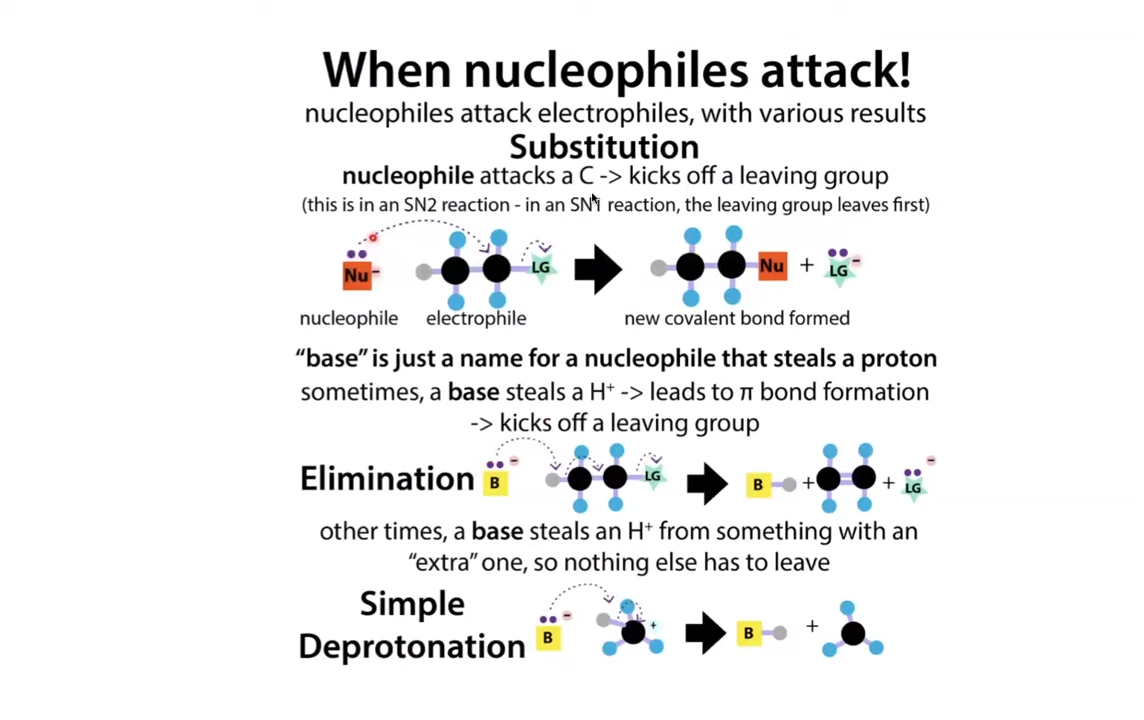 When nucleophiles attack!
nucleophiles attack electrophiles, with various results
Substitution
nucleophile attacks a C -> kicks off a leaving group
(this is in an SN2 reaction - in an SN1 reaction, the leaving group leaves first)
Nu- LG Nu + LG-
nucleophile electrophile new covalent bond formed
“base” is just a name for a nucleophile that steals a proton
sometimes, a base steals a H⁺ -> leads to π bond formation
-> kicks off a leaving group
Elimination B - LG B + + LG -
other times, a base steals an H⁺ from something with an
“extra” one, so nothing else has to leave
Simple
Deprotonation B - + B +